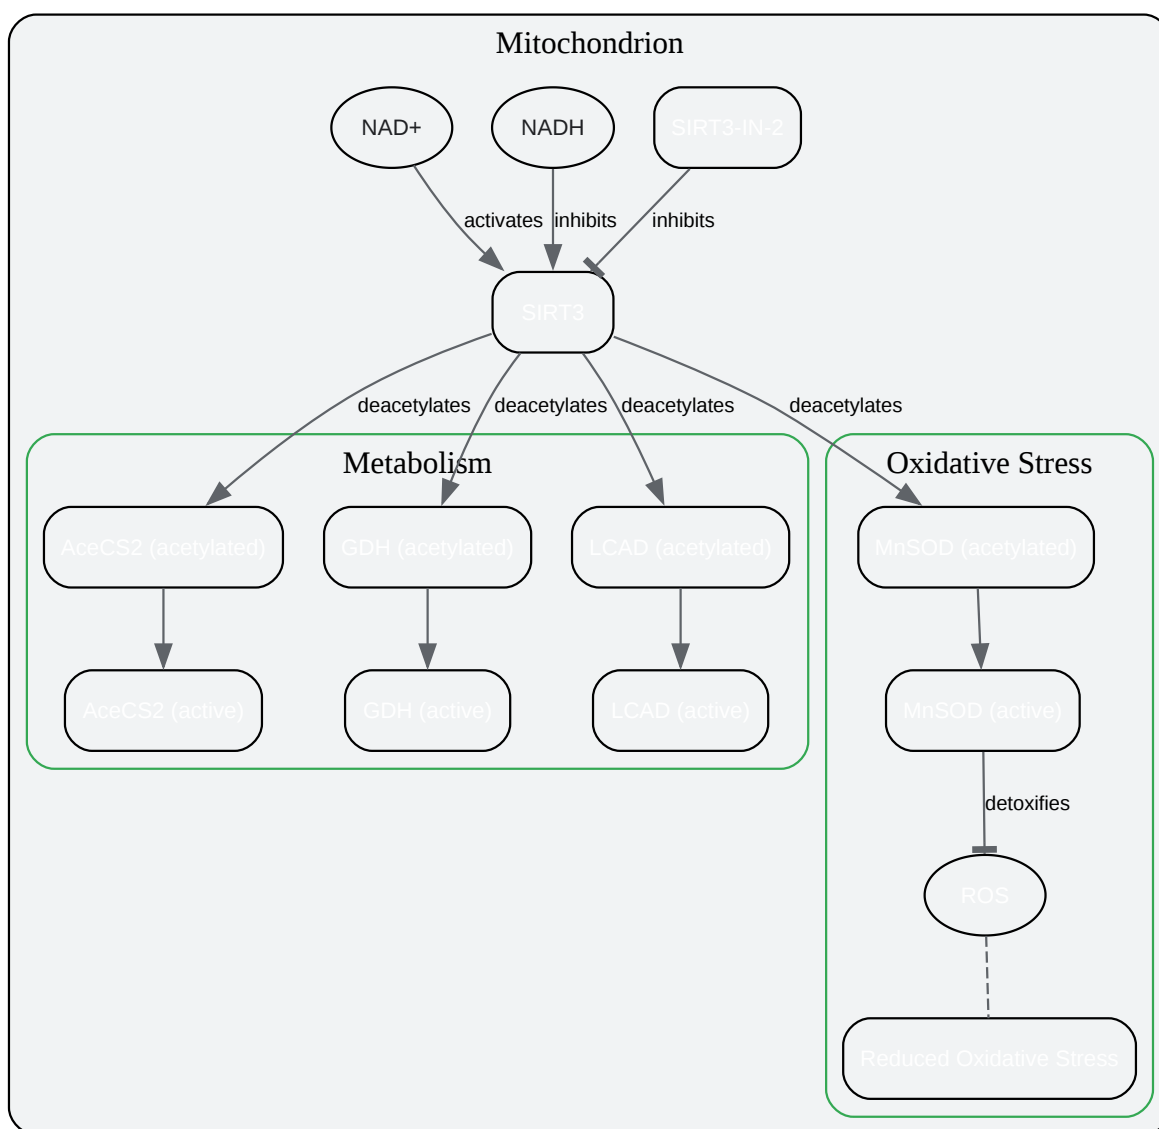 Mitochondrion
NAD+
NADH
SIRT3-IN-2
activates
inhibits
inhibits
SIRT3
deacetylates
deacetylates
deacetylates
deacetylates
Metabolism
Oxidative Stress
AceCS2 (acetylated)
GDH (acetylated)
LCAD (acetylated)
MnSOD (acetylated)
AceCS2 (active)
GDH (active)
LCAD (active)
MnSOD (active)
detoxifies
ROS
Reduced Oxidative Stress